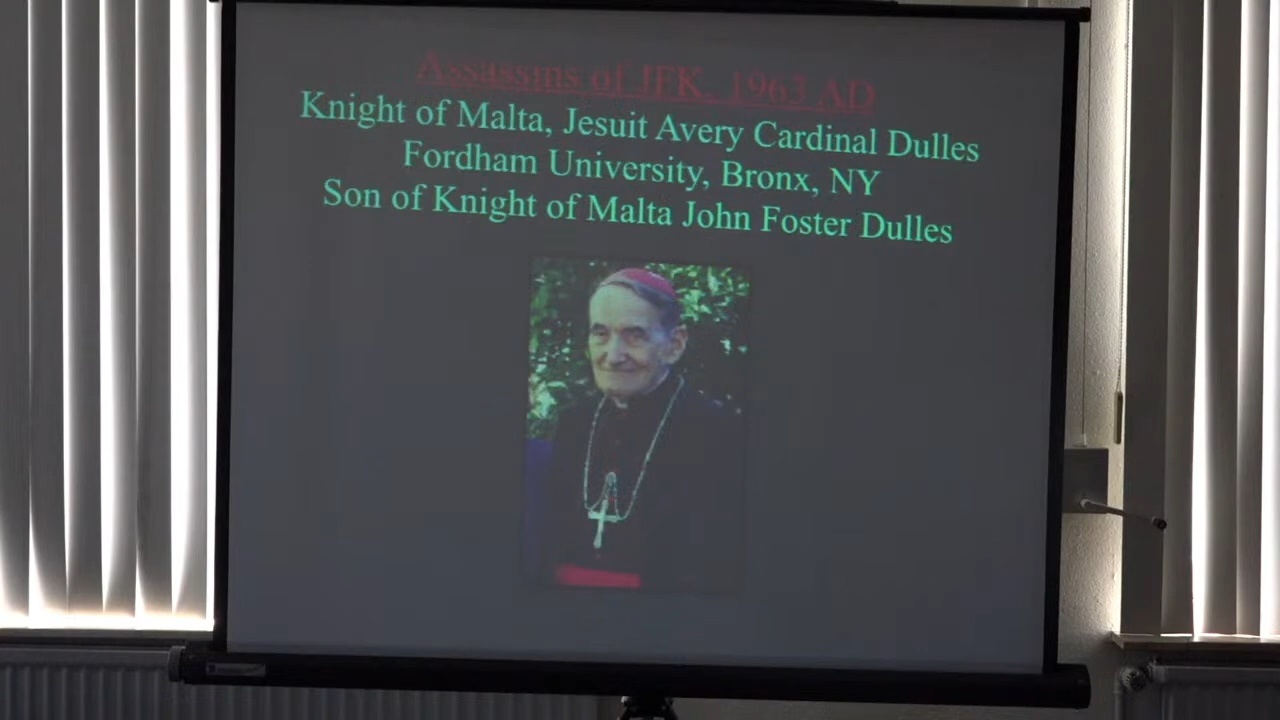 Assassins of JFK, 1963 AD
Knight of Malta, Jesuit Avery Cardinal Dulles
Fordham University, Bronx, NY
Son of Knight of Malta John Foster Dulles